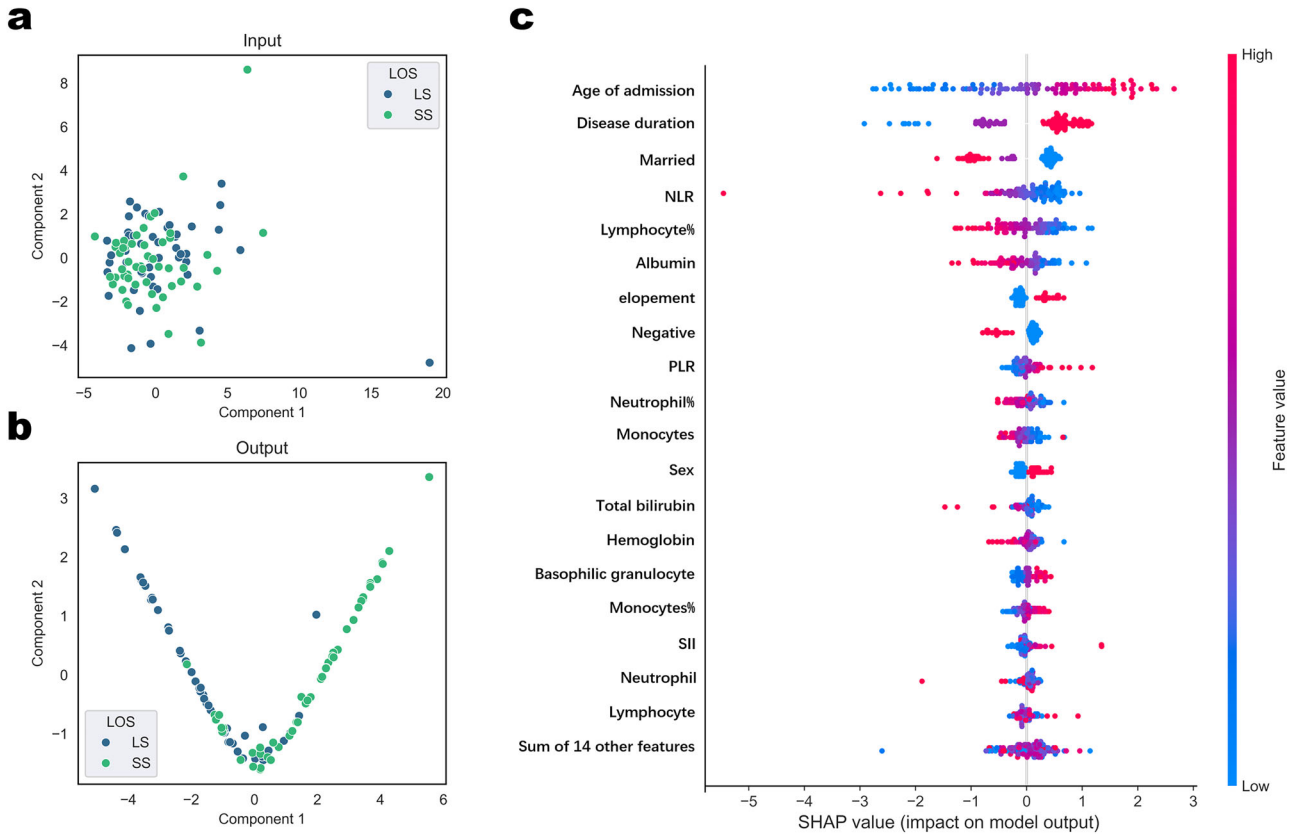 a
Input
LOS
LS
SS
8
6
4
2
0
−2
−4
Component 2
−5
0
5
10
15
20
Component 1
b
Output
3
2
1
0
−1
Component 2
LOS
LS
SS
−4
−2
0
2
4
6
Component 1
c
High
Age of admission
Disease duration
Married
NLR
Lymphocyte%
Albumin
elopement
Negative
PLR
Neutrophil%
Monocytes
Sex
Total bilirubin
Hemoglobin
Basophilic granulocyte
Monocytes%
SII
Neutrophil
Lymphocyte
Sum of 14 other features
Low
Feature value
−5
−4
−3
−2
−1
0
1
2
3
SHAP value (impact on model output)